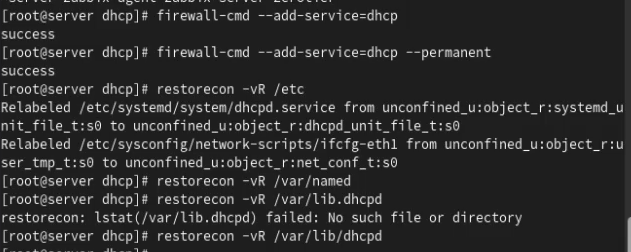 [root@server dhcp]# firewall-cmd --add-service=dhcp
success
[root@server dhcp]# firewall-cmd --add-service=dhcp --permanent
success
[root@server dhcp]# restorecon -vR /etc
Relabeled /etc/systemd/system/dhcpd.service from unconfined_u:object_r:systemd_u
nit_file_t:s0 to unconfined_u:object_r:dhcpd_unit_file_t:s0
Relabeled /etc/sysconfig/network-scripts/ifcfg-eth1 from unconfined_u:object_r:u
ser_tmp_t:s0 to unconfined_u:object_r:net_conf_t:s0
[root@server dhcp]# restorecon -vR /var/named
[root@server dhcp]# restorecon -vR /var/lib.dhcpd
restorecon: lstat(/var/lib.dhcpd) failed: No such file or directory
[root@server dhcp]# restorecon -vR /var/lib/dhcpd